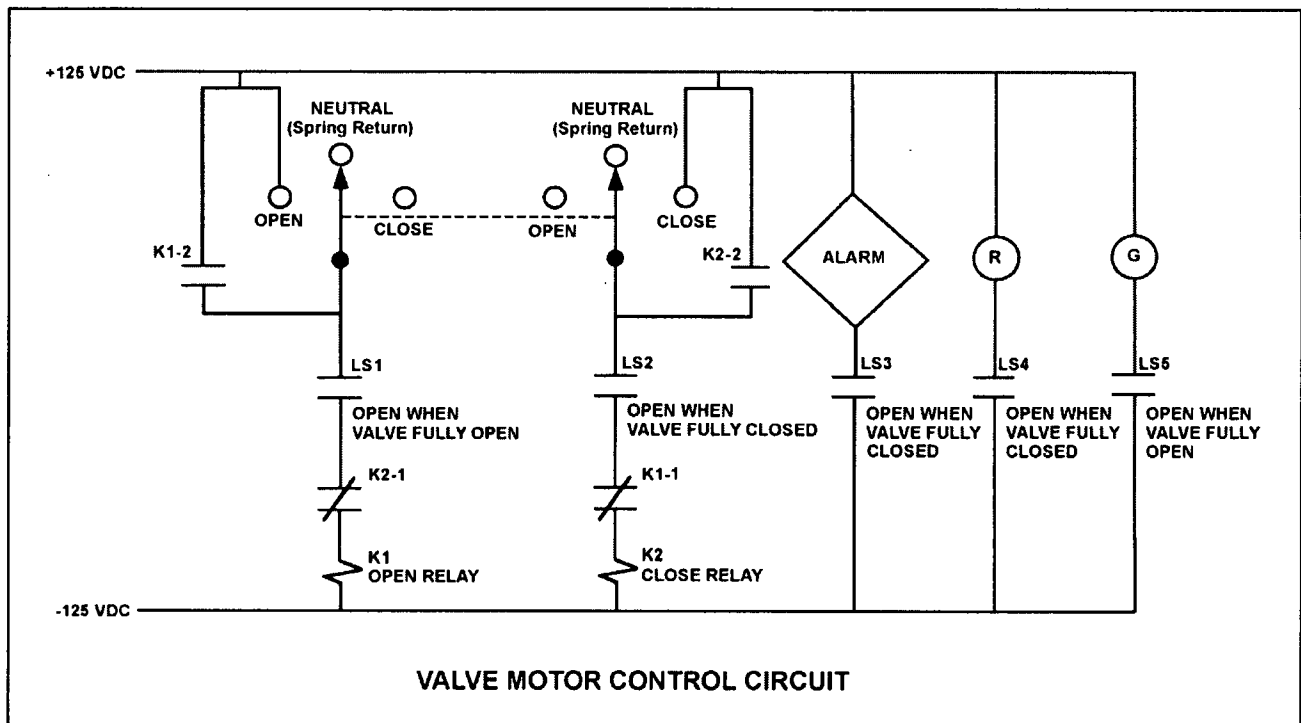 +125 VDC
NEUTRAL
(Spring Return)
NEUTRAL
(Spring Return)
OPEN
CLOSE
OPEN
CLOSE
K1-2
K2-2
ALARM
R
G
LS1
OPEN WHEN
VALVE FULLY OPEN
LS2
OPEN WHEN
VALVE FULLY CLOSED
LS3
OPEN WHEN
VALVE FULLY
CLOSED
LS4
OPEN WHEN
VALVE FULLY
CLOSED
LS5
OPEN WHEN
VALVE FULLY
OPEN
K2-1
K1-1
K1
OPEN RELAY
K2
CLOSE RELAY
-125 VDC
VALVE MOTOR CONTROL CIRCUIT